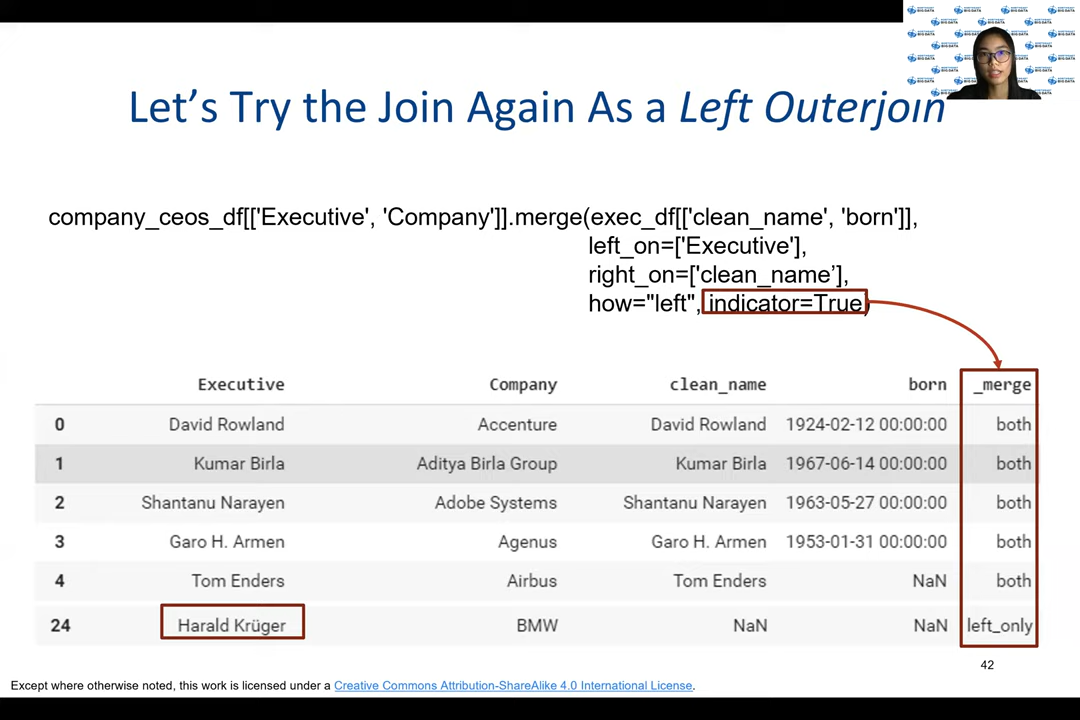 Let's Try the Join Again As a Left Outerjoin
company_ceos_df[['Executive', 'Company']].merge(exec_df[['clean_name', 'born']],
left_on=['Executive'],
right_on=['clean_name’],
how="left", indicator=True)
Executive Company clean_name born _merge
0 David Rowland Accenture David Rowland 1924-02-12 00:00:00 both
1 Kumar Birla Aditya Birla Group Kumar Birla 1967-06-14 00:00:00 both
2 Shantanu Narayen Adobe Systems Shantanu Narayen 1963-05-27 00:00:00 both
3 Garo H. Armen Agenus Garo H. Armen 1953-01-31 00:00:00 both
4 Tom Enders Airbus Tom Enders NaN both
24 Harald Krüger BMW NaN NaN left_only
42
Except where otherwise noted, this work is licensed under a Creative Commons Attribution-ShareAlike 4.0 International License.